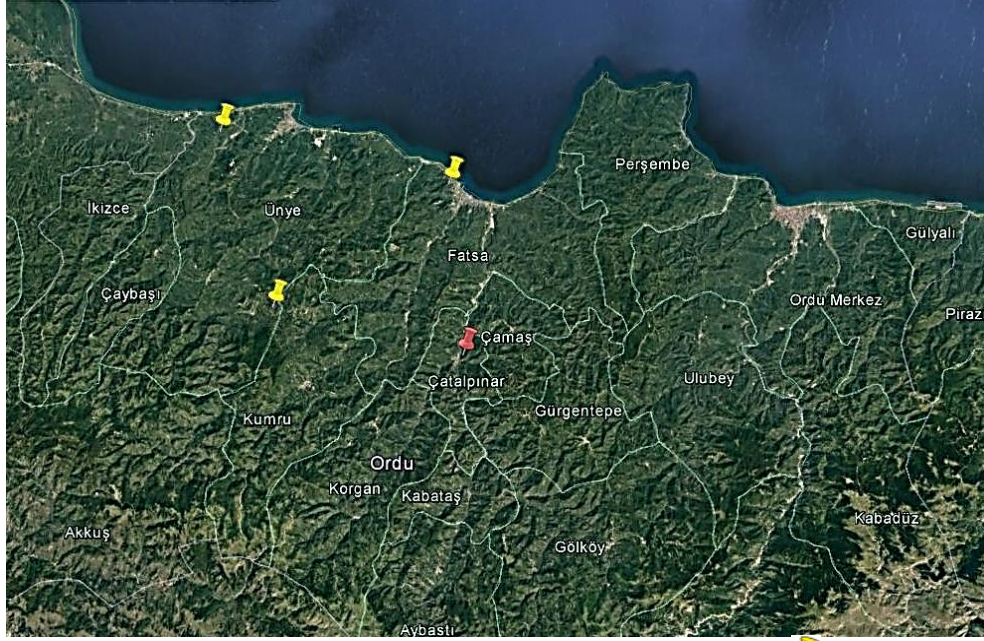 Perşembe
İkizce
Ünye
Gülyalı
Fatsa
Çaybaşı
Ordu Merkez
Piraz
Çamaş
Çatalpınar
Ulubey
Gürgentepe
Kumru
Ordu
Korgan
Kabataş
Kabadüz
Akkuş
Gölköy
Aybastı